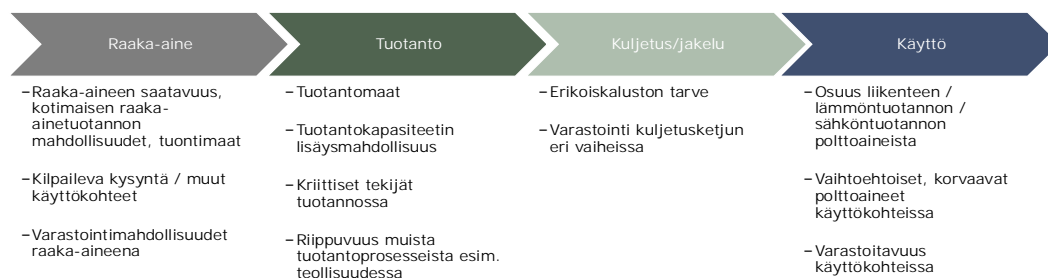 Raaka-aine
Tuotanto
Kuljetus/jakelu
Käyttö
–Raaka-aineen saatavuus,
kotimaisen raaka-
ainetuotannon
mahdollisuudet, tuontimaat
–Kilpaileva kysyntä / muut
käyttökohteet
–Varastointimahdollisuudet
raaka-aineena
–Tuotantomaat
–Tuotantokapasiteetin
lisäysmahdollisuus
–Kriittiset tekijät
tuotannossa
–Riippuvuus muista
tuotantoprosesseista esim.
teollisuudessa
–Erikoiskaluston tarve
–Varastointi kuljetusketjun
eri vaiheissa
–Osuus liikenteen /
lämmöntuotannon /
sähköntuotannon
polttoaineista
–Vaihtoehtoiset, korvaavat
polttoaineet
käyttökohteissa
–Varastoitavuus
käyttökohteissa